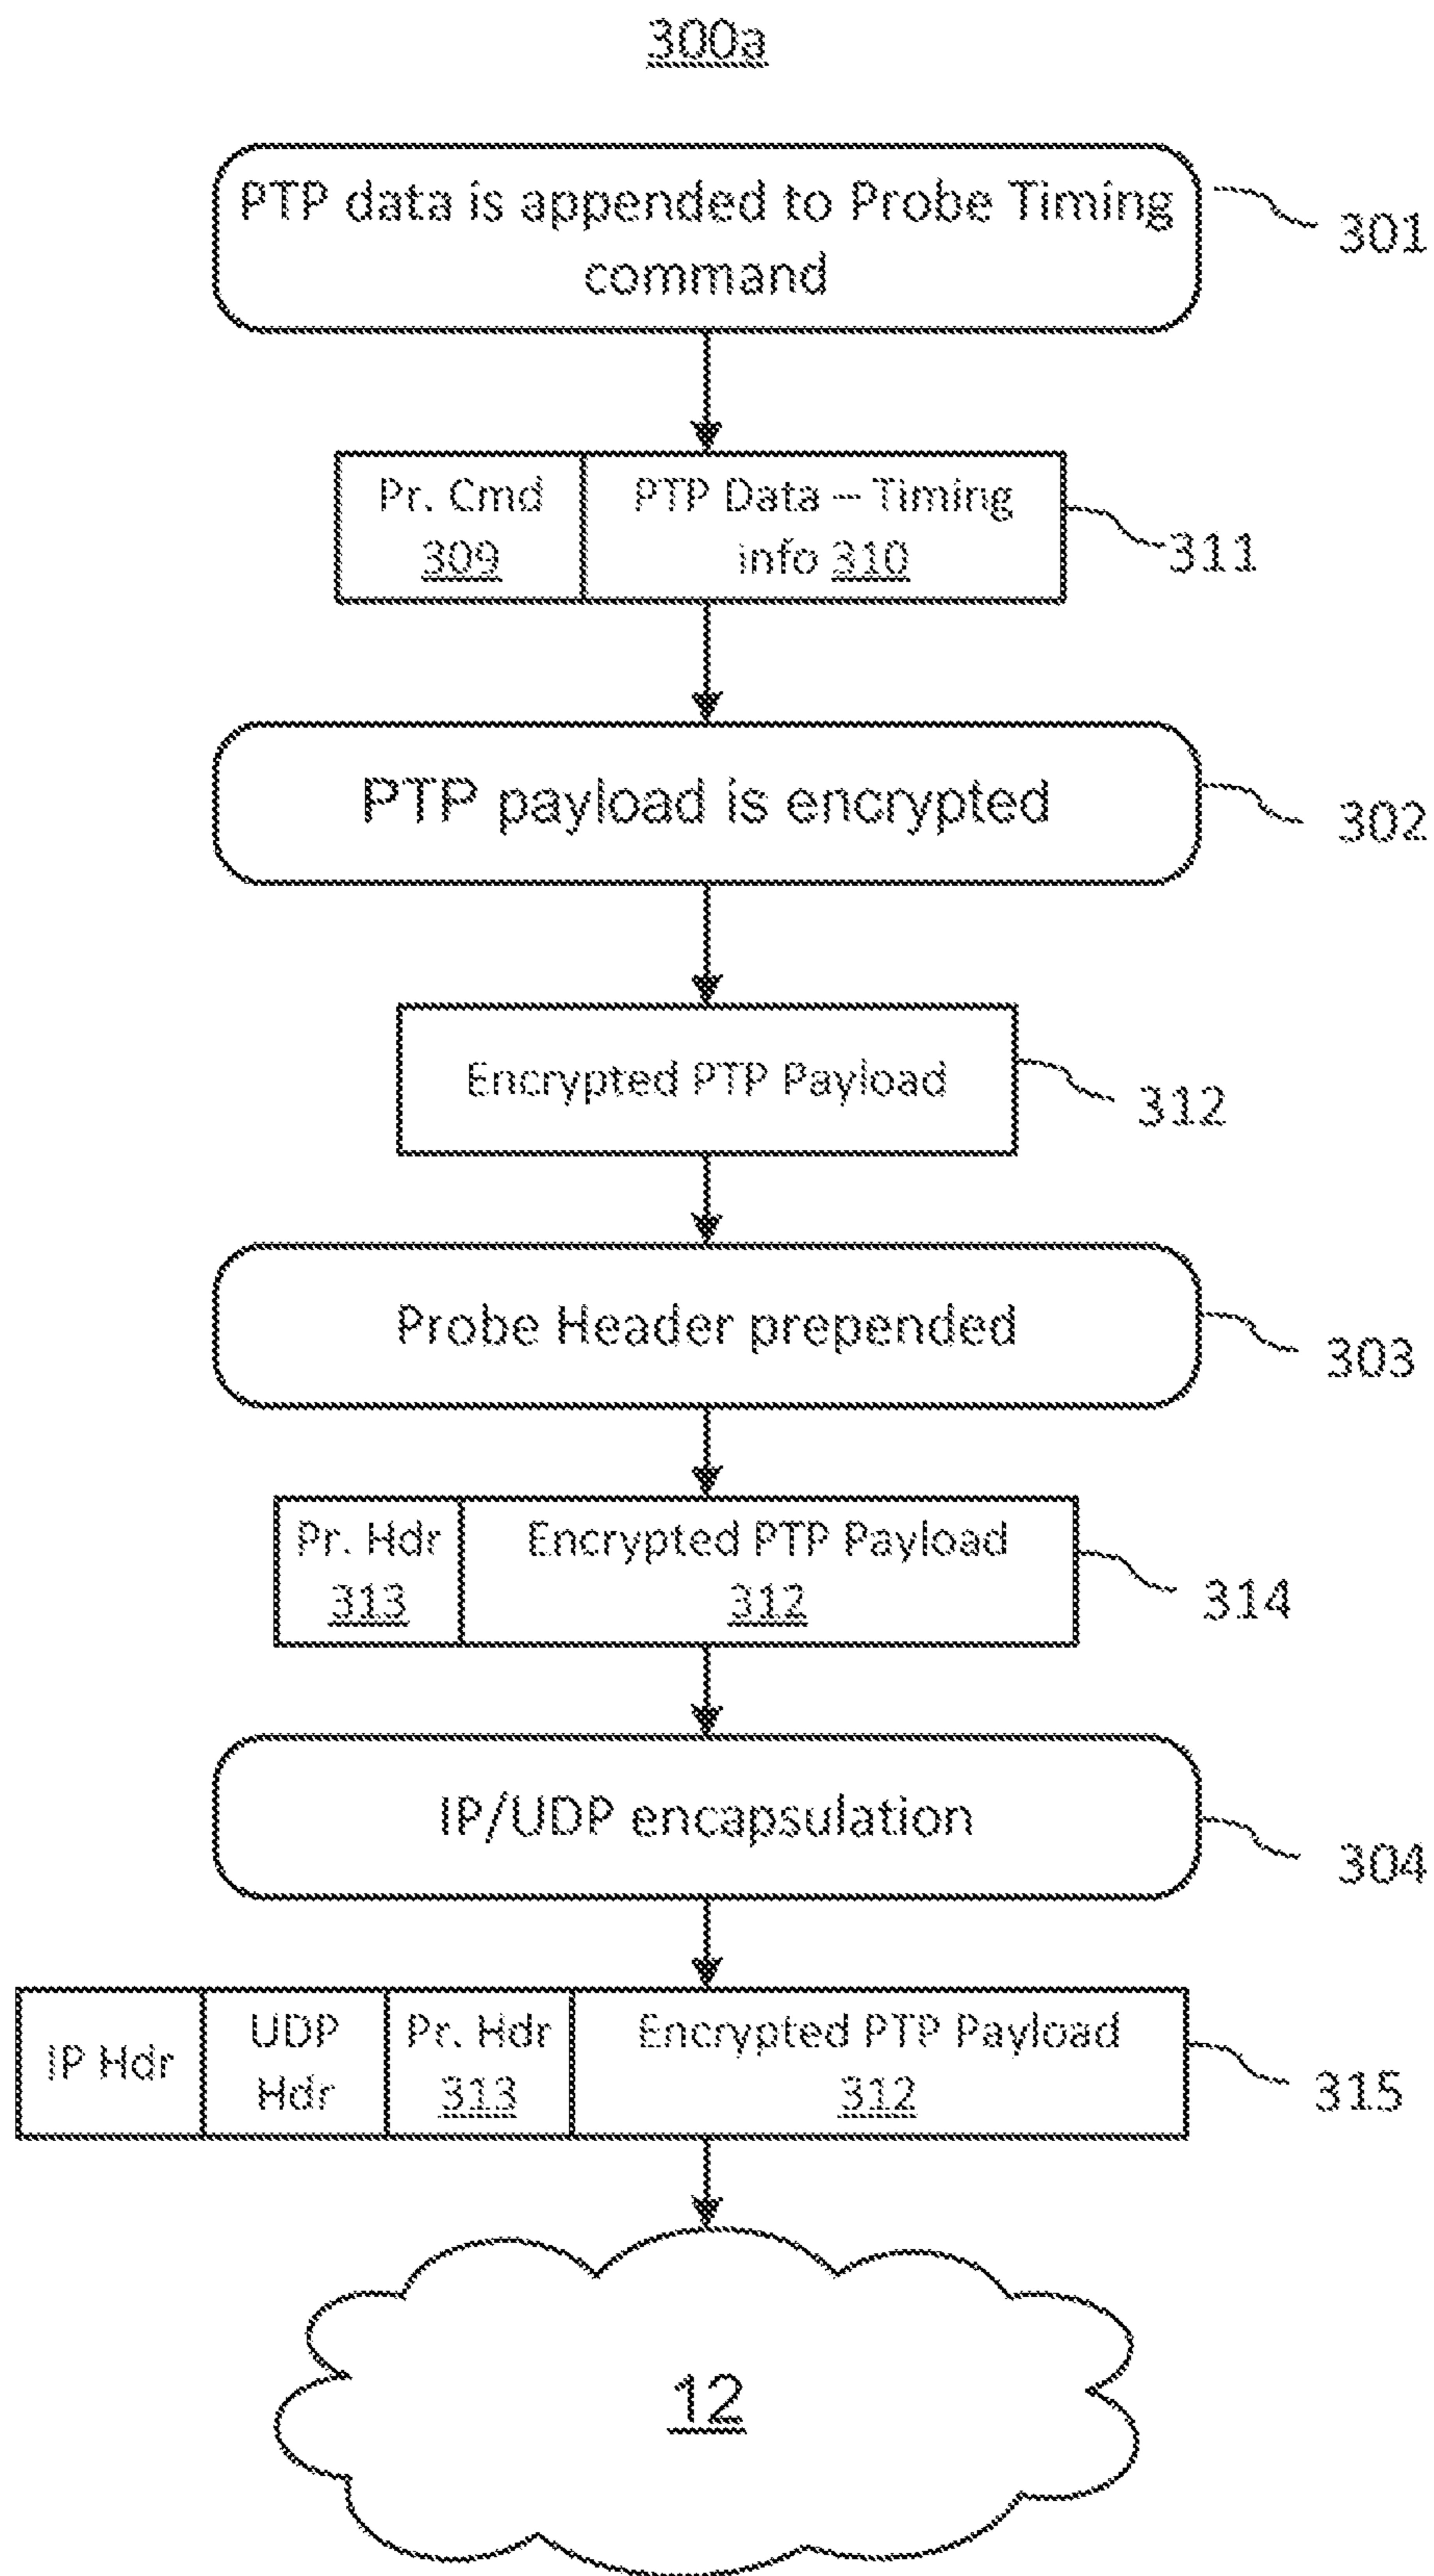 300a
PTP data is appended to Probe Timing
command
301
Pr. Cmd
309
PTP Data – Timing
info 310
311
PTP payload is encrypted
302
Encrypted PTP Payload
312
Probe Header prepended
303
Pr. Hdr
313
Encrypted PTP Payload
312
314
IP/UDP encapsulation
304
IP Hdr
UDP
Hdr
Pr. Hdr
313
Encrypted PTP Payload
312
315
12